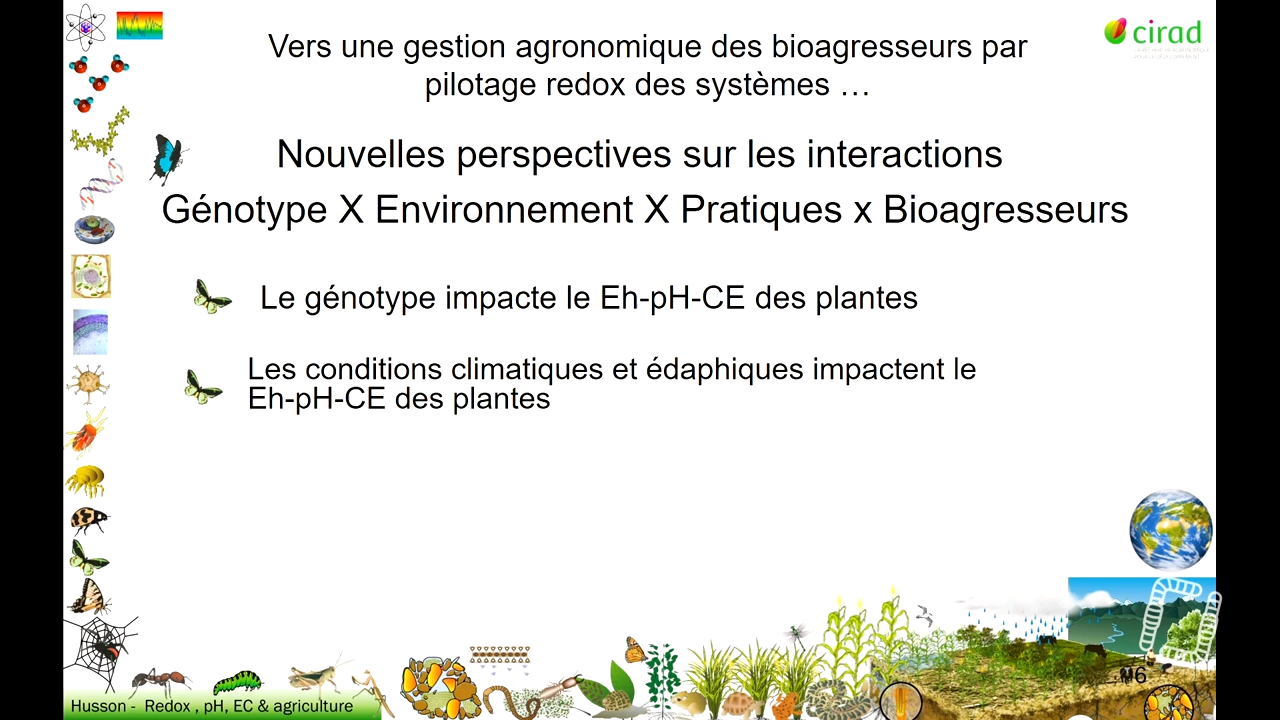 cirad
Vers une gestion agronomique des bioagresseurs par
pilotage redox des systèmes …
Nouvelles perspectives sur les interactions
Génotype X Environnement X Pratiques x Bioagresseurs
Le génotype impacte le Eh-pH-CE des plantes
Les conditions climatiques et édaphiques impactent le
Eh-pH-CE des plantes
Husson - Redox , pH, EC & agriculture